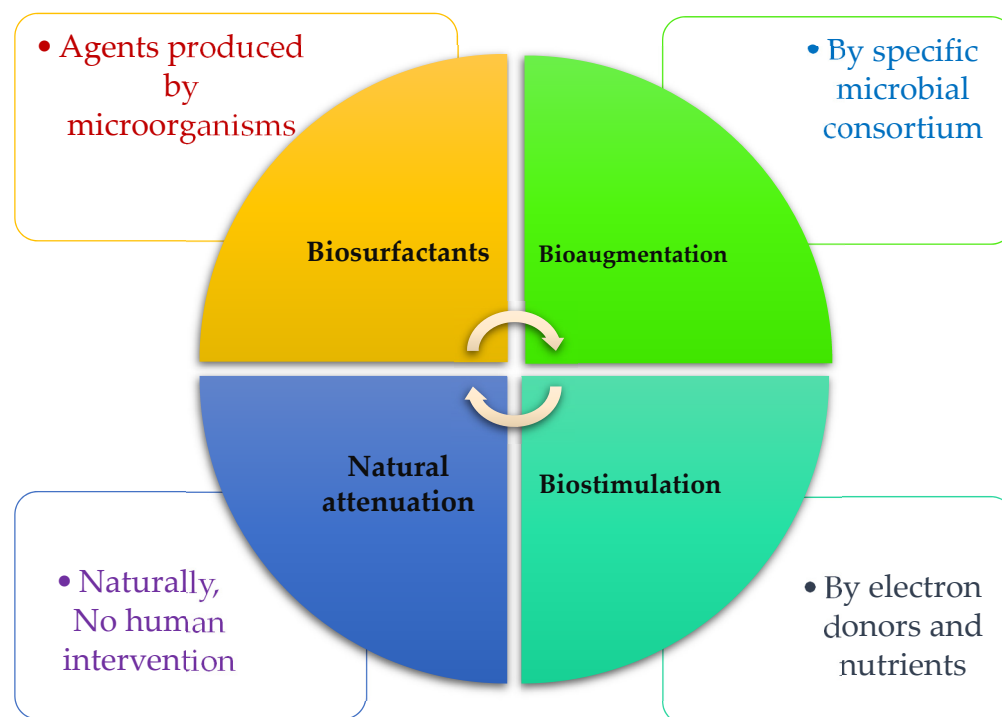 • Agents produced
by
microorganisms
• By specific
microbial
consortium
Biosurfactants
Bioaugmentation
Natural
attenuation
Biostimulation
• Naturally,
No human
intervention
• By electron
donors and
nutrients